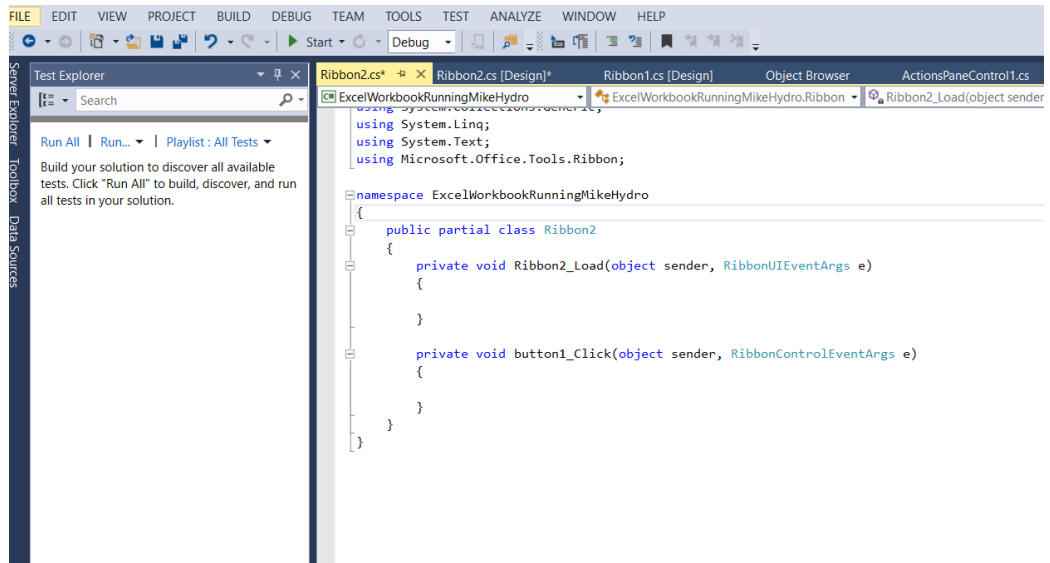 FILE EDIT VIEW PROJECT BUILD DEBUG TEAM TOOLS TEST ANALYZE WINDOW HELP
Start Debug
Server Explorer
Toolbox
Data Sources
Test Explorer
Search
Run All | Run... | Playlist : All Tests
Build your solution to discover all available
tests. Click "Run All" to build, discover, and run
all tests in your solution.
Ribbon2.cs* Ribbon2.cs [Design]* Ribbon1.cs [Design] Object Browser ActionsPaneControl1.cs
C# ExcelWorkbookRunningMikeHydro ExcelWorkbookRunningMikeHydro.Ribbon Ribbon2_Load(object sender
using System.Collections.Generic;
using System.Linq;
using System.Text;
using Microsoft.Office.Tools.Ribbon;
namespace ExcelWorkbookRunningMikeHydro
{
public partial class Ribbon2
{
private void Ribbon2_Load(object sender, RibbonUIEventArgs e)
{
}
private void button1_Click(object sender, RibbonControlEventArgs e)
{
}
}
}